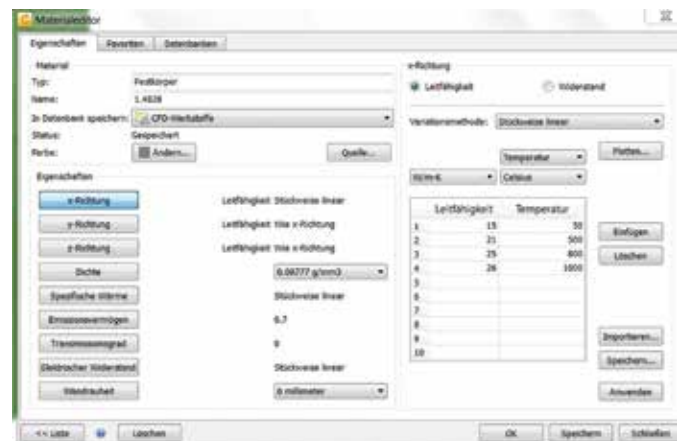 Materialeditor
Eigenschaften Favoriten Datenbanken
Material
Typ: Festkörper
Name: 1.4828
In Datenbank speichern: CFD-Werkstoffe
Status: Gespeichert
Farbe: Ändern... Quelle...
Eigenschaften
x-Richtung Leitfähigkeit Stückweise linear
y-Richtung Leitfähigkeit Wie x-Richtung
z-Richtung Leitfähigkeit Wie x-Richtung
Dichte g/mm3
Spezifische Wärme Stückweise linear
Emissionsvermögen 0.7
Transmissionsgrad 0
Elektrischer Widerstand Stückweise linear
Wandrauheit 0 millimeter
x-Richtung
Leitfähigkeit Widerstand
Variationsmethode: Stückweise linear
Temperatur Plotten...
W/m-K Celsius
Leitfähigkeit Temperatur
1 15 50
2 21 500
3 25 800
4 26 1000
5
6
7
8
9
10
Einfügen
Löschen
Importieren...
Speichern...
Anwenden
<< Liste Löschen OK Speichern Schließen